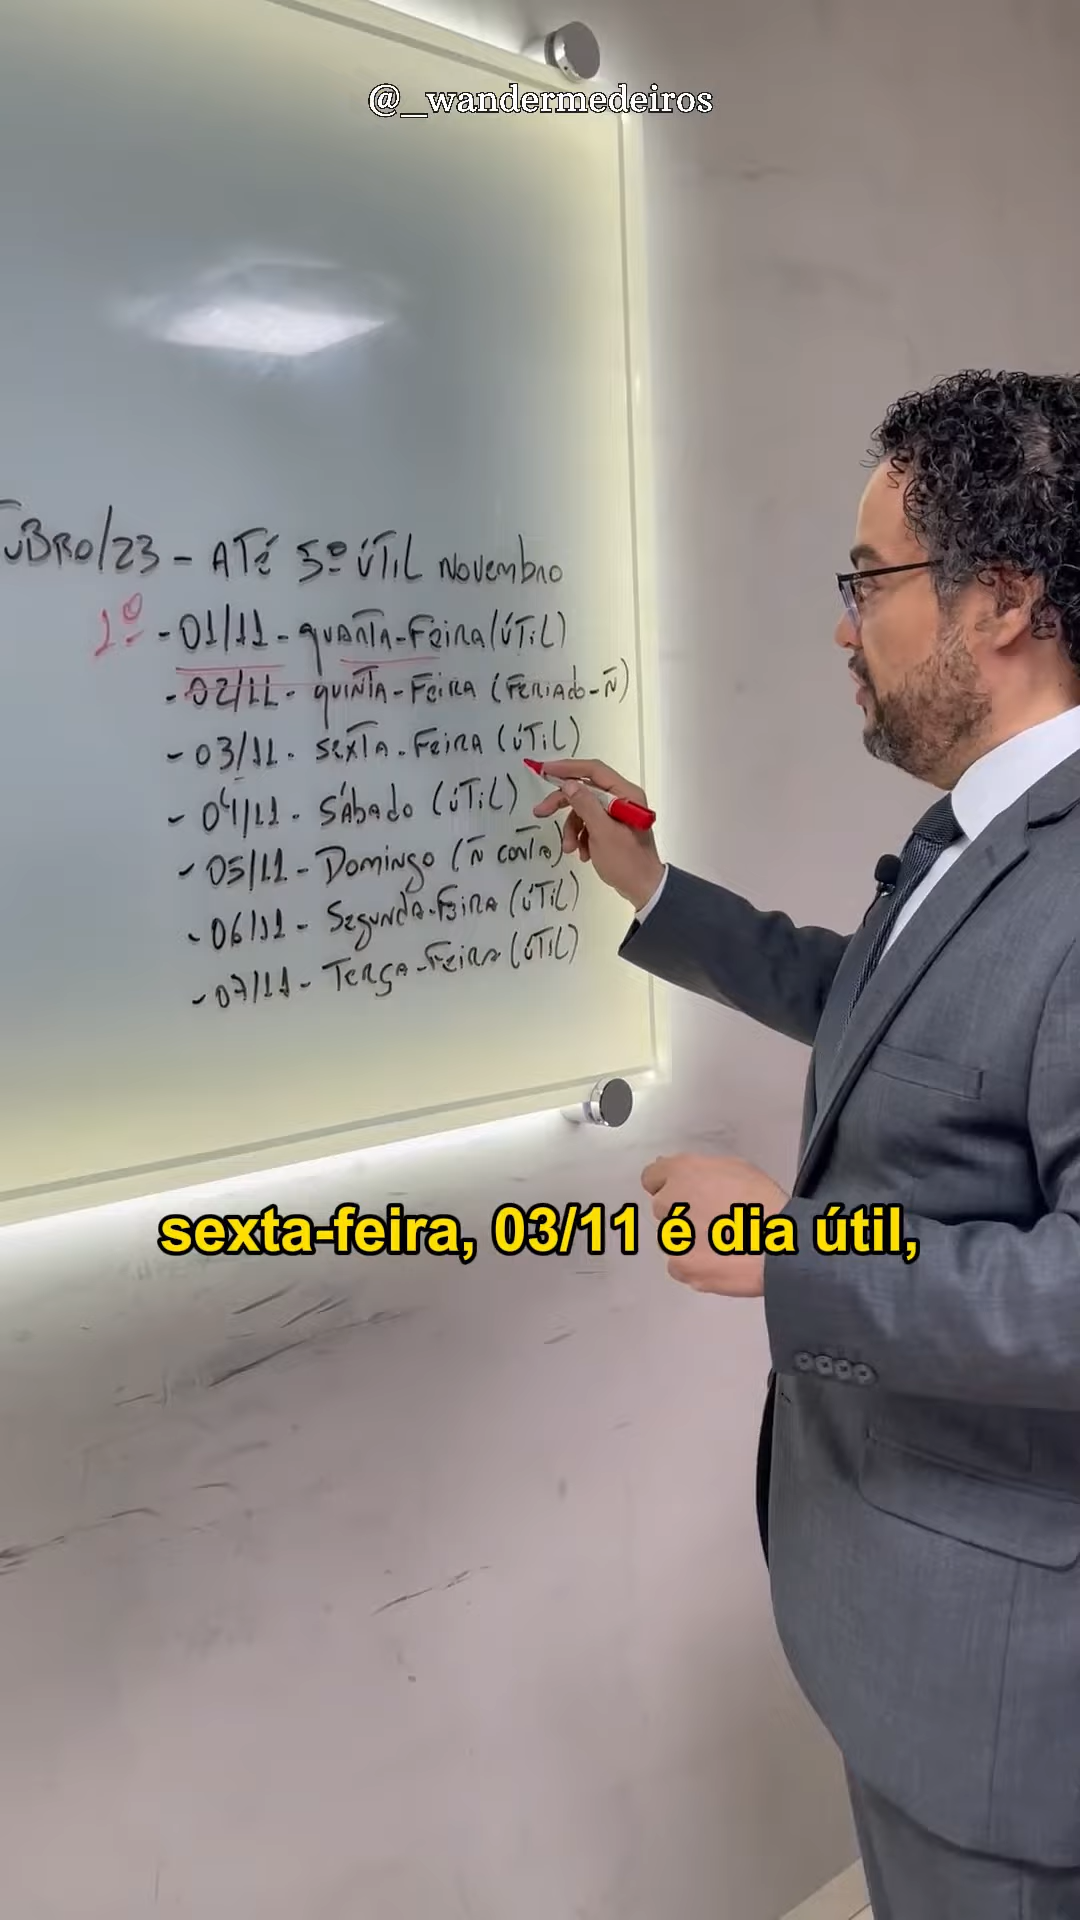 @_wandermedeiros
UBRO/23 - ATÉ 5º ÚTIL NOVEMBRO
1º - 01/11 - QUARTA-FEIRA (ÚTIL)
- 02/11 - QUINTA-FEIRA (FERIADO-Ñ)
- 03/11 - SEXTA-FEIRA (ÚTIL)
- 04/11 - SÁBADO (ÚTIL)
- 05/11 - DOMINGO (Ñ CONTA)
- 06/11 - SEGUNDA-FEIRA (ÚTIL)
- 07/11 - TERÇA-FEIRA (ÚTIL)
sexta-feira, 03/11 é dia útil,